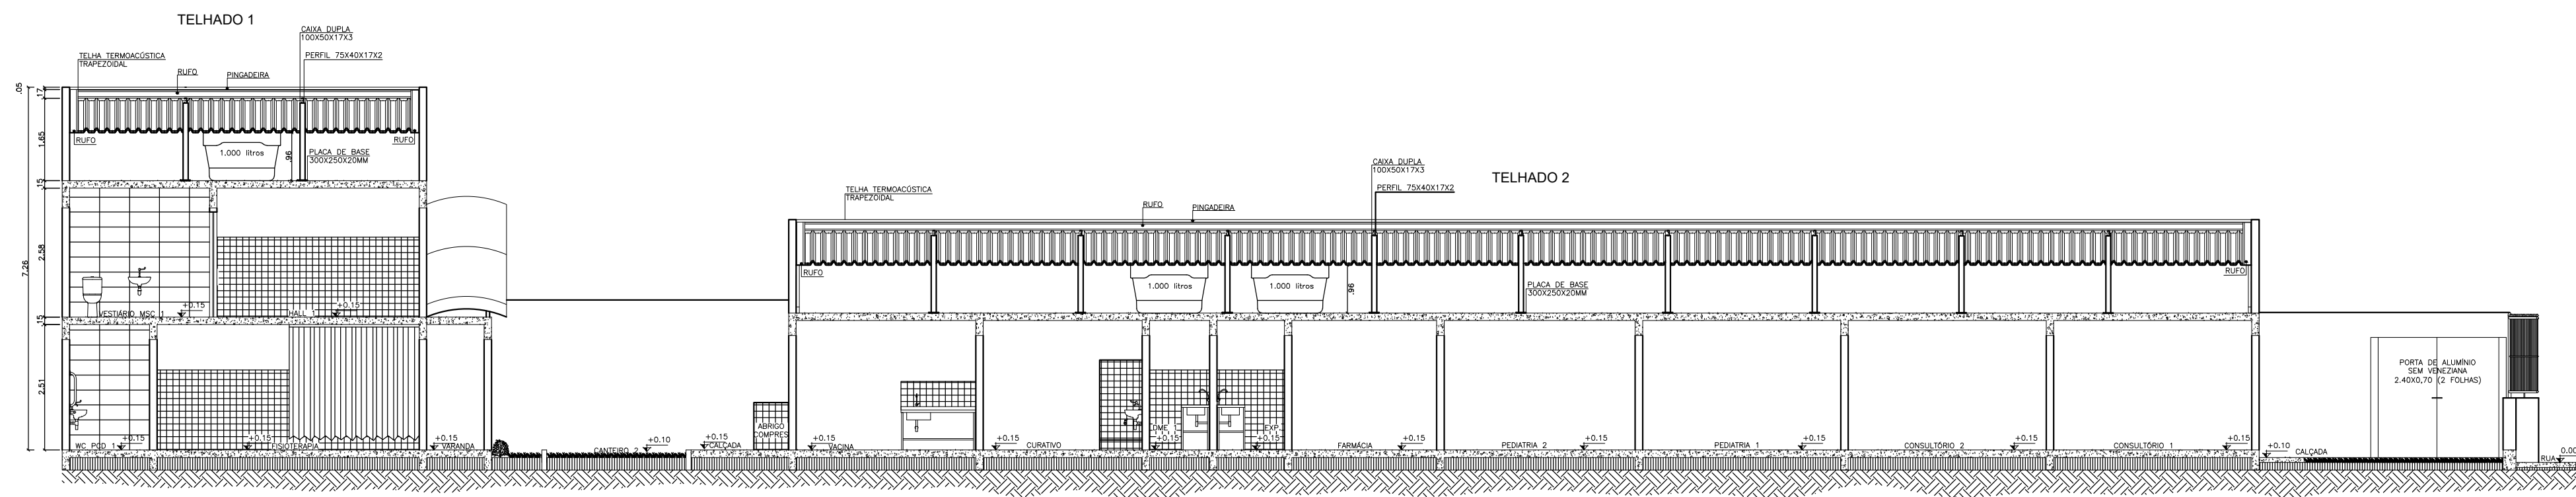 TELHADO 1
CAIXA DUPLA
100X50X17X3
PERFIL 75X40X17X2
TELHA TERMOACÚSTICA
TRAPEZOIDAL
RUFO
PINGADEIRA
.05
.17
1.65
.15
2.58
7.26
.15
2.51
RUFO
RUFO
1.000 litros
.96
PLACA DE BASE
300X250X20MM
VESTIÁRIO MSC 1
+0.15
HALL 1
+0.15
WC PCD 1
+0.15
+0.15
FISIOTERAPIA
+0.15
VARANDA
CANTEIRO 2
+0.10
+0.15
CALÇADA
ABRIGO
COMPRES
TELHADO 2
CAIXA DUPLA
100X50X17X3
PERFIL 75X40X17X2
TELHA TERMOACÚSTICA
TRAPEZOIDAL
RUFO
PINGADEIRA
RUFO
RUFO
1.000 litros
1.000 litros
.96
PLACA DE BASE
300X250X20MM
+0.15
VACINA
+0.15
CURATIVO
DME 1
+0.15
EXP.
+0.15
FARMÁCIA
+0.15
PEDIATRIA 2
+0.15
PEDIATRIA 1
+0.15
CONSULTÓRIO 2
+0.15
CONSULTÓRIO 1
+0.15
+0.10
CALÇADA
PORTA DE ALUMÍNIO
SEM VENEZIANA
2.40X0,70 (2 FOLHAS)
RUA
0.00